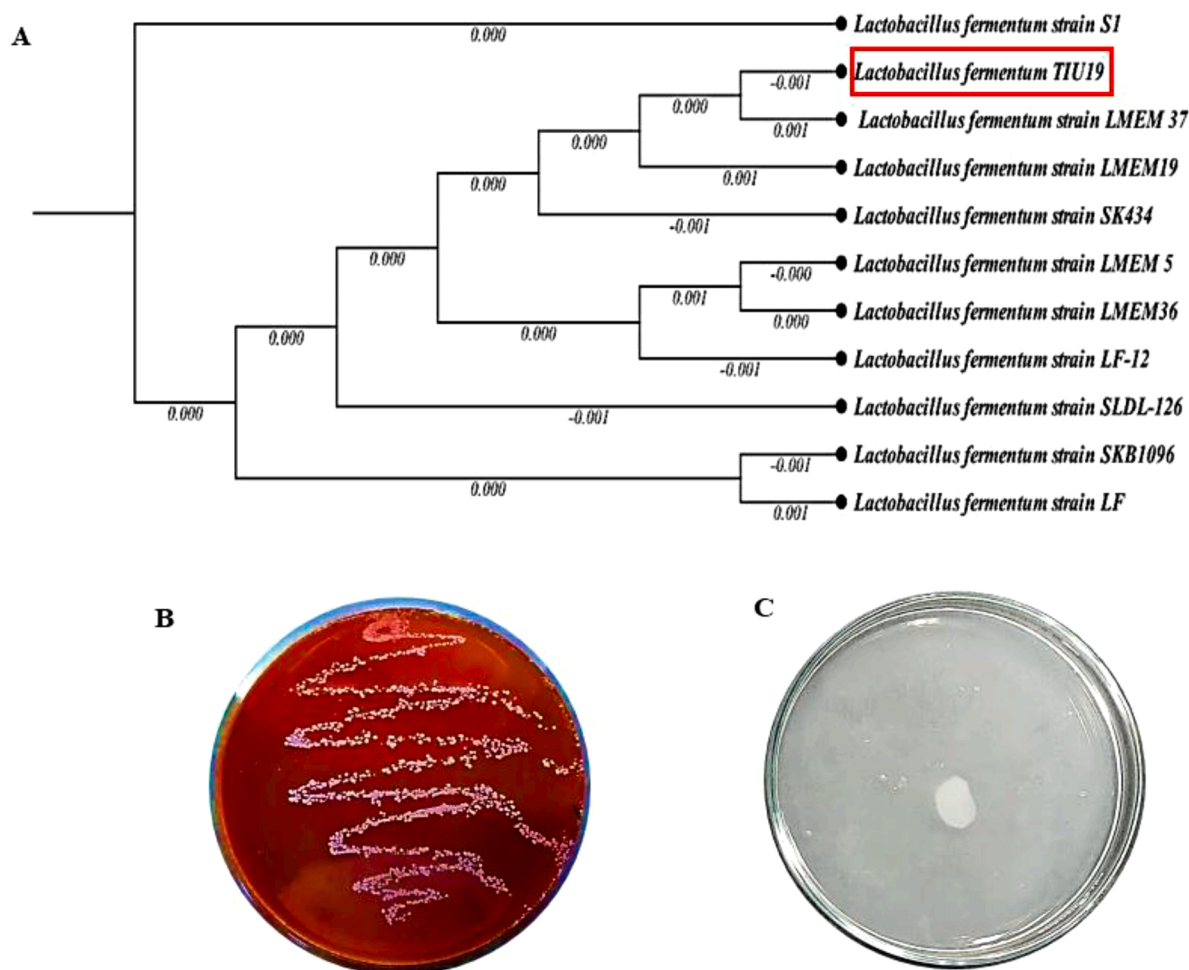 A
Lactobacillus fermentum strain S1
0.000
Lactobacillus fermentum TIU19
-0.001
0.000
Lactobacillus fermentum strain LMEM 37
0.001
0.000
Lactobacillus fermentum strain LMEM19
0.001
0.000
Lactobacillus fermentum strain SK434
-0.001
0.000
Lactobacillus fermentum strain LMEM 5
-0.000
0.001
Lactobacillus fermentum strain LMEM36
0.000
0.000
0.000
Lactobacillus fermentum strain LF-12
-0.001
Lactobacillus fermentum strain SLDL-126
-0.001
0.000
Lactobacillus fermentum strain SKB1096
-0.001
0.000
Lactobacillus fermentum strain LF
0.001
B
C